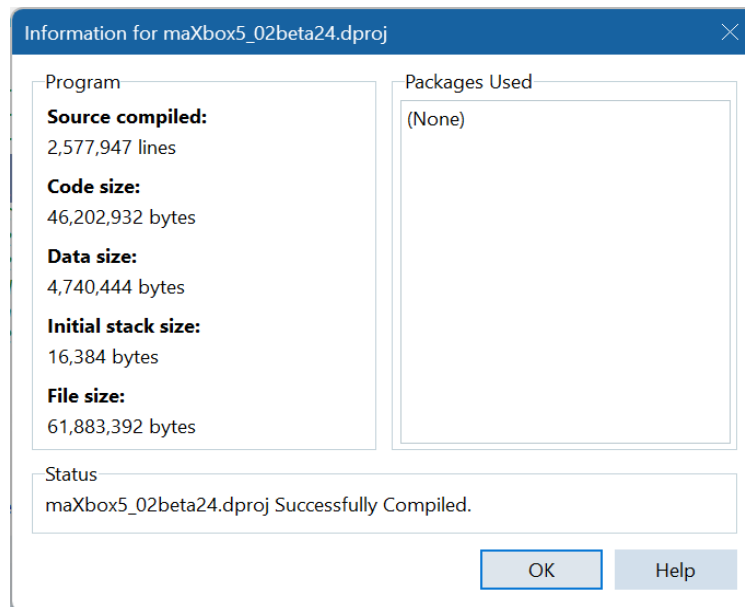 Information for maXbox5_02beta24.dproj
Program
Source compiled:
2,577,947 lines
Code size:
46,202,932 bytes
Data size:
4,740,444 bytes
Initial stack size:
16,384 bytes
File size:
61,883,392 bytes
Packages Used
(None)
Status
maXbox5_02beta24.dproj Successfully Compiled.
OK
Help